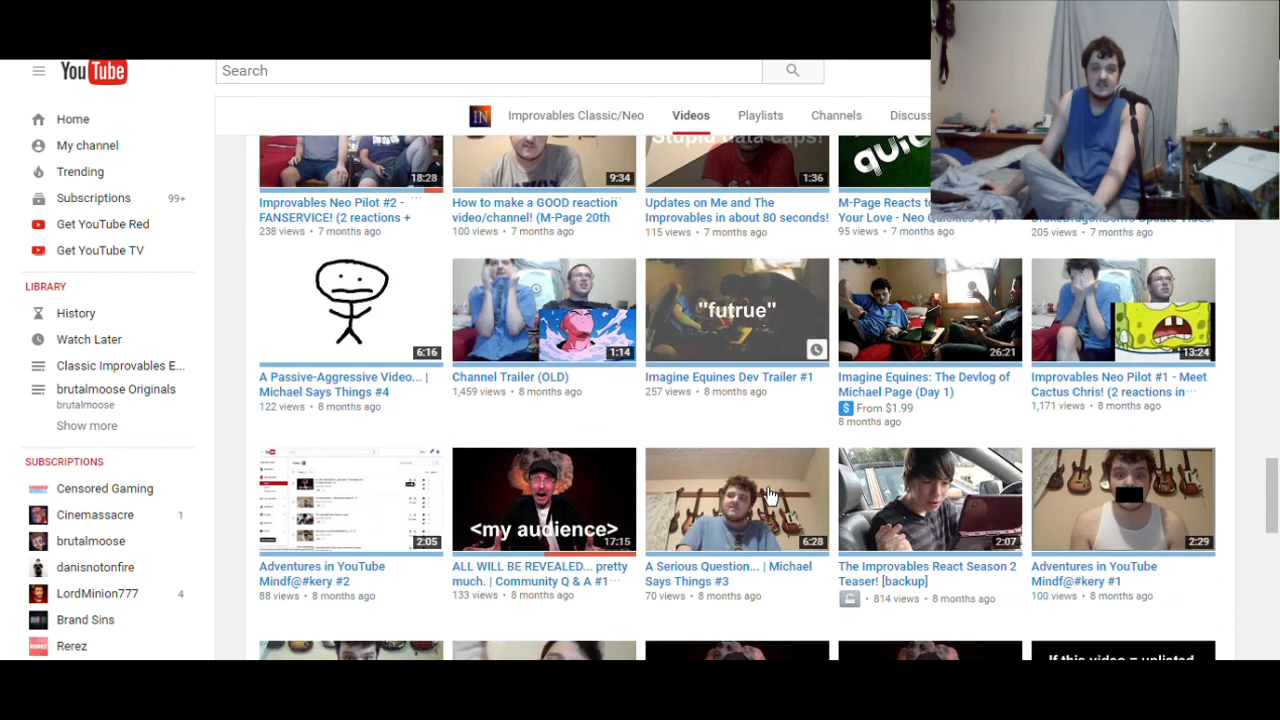 YouTube
Search
Home
My channel
Trending
Subscriptions 99+
Get YouTube Red
Get YouTube TV
LIBRARY
History
Watch Later
Classic Improvables E...
brutalmoose Originals
brutalmoose
Show more
SUBSCRIPTIONS
Censored Gaming
Cinemassacre 1
brutalmoose
danisnotonfire
LordMinion777 4
Brand Sins
Rerez
IN Improvables Classic/Neo Videos Playlists Channels Discuss
18:28
Improvables Neo Pilot #2 -
FANSERVICE! (2 reactions +
238 views • 7 months ago
9:34
How to make a GOOD reaction
video/channel! (M-Page 20th
100 views • 7 months ago
Stupid data caps!
1:36
Updates on Me and The
Improvables in about 80 seconds!
115 views • 7 months ago
M-Page Reacts to
Your Love - Neo Quickies #1
95 views • 7 months ago
205 views • 7 months ago
6:16
A Passive-Aggressive Video... |
Michael Says Things #4
122 views • 8 months ago
1:14
Channel Trailer (OLD)
1,459 views • 8 months ago
"futrue"
Imagine Equines Dev Trailer #1
257 views • 8 months ago
26:21
Imagine Equines: The Devlog of
Michael Page (Day 1)
$ From $1.99
8 months ago
13:24
Improvables Neo Pilot #1 - Meet
Cactus Chris! (2 reactions in...
1,171 views • 8 months ago
2:05
Adventures in YouTube
Mindf@#kery #2
88 views • 8 months ago
<my audience>
17:15
ALL WILL BE REVEALED... pretty
much. | Community Q & A #1...
133 views • 8 months ago
6:28
A Serious Question... | Michael
Says Things #3
70 views • 8 months ago
2:07
The Improvables React Season 2
Teaser! [backup]
• 814 views • 8 months ago
2:29
Adventures in YouTube
Mindf@#kery #1
100 views • 8 months ago
If this video = unlisted